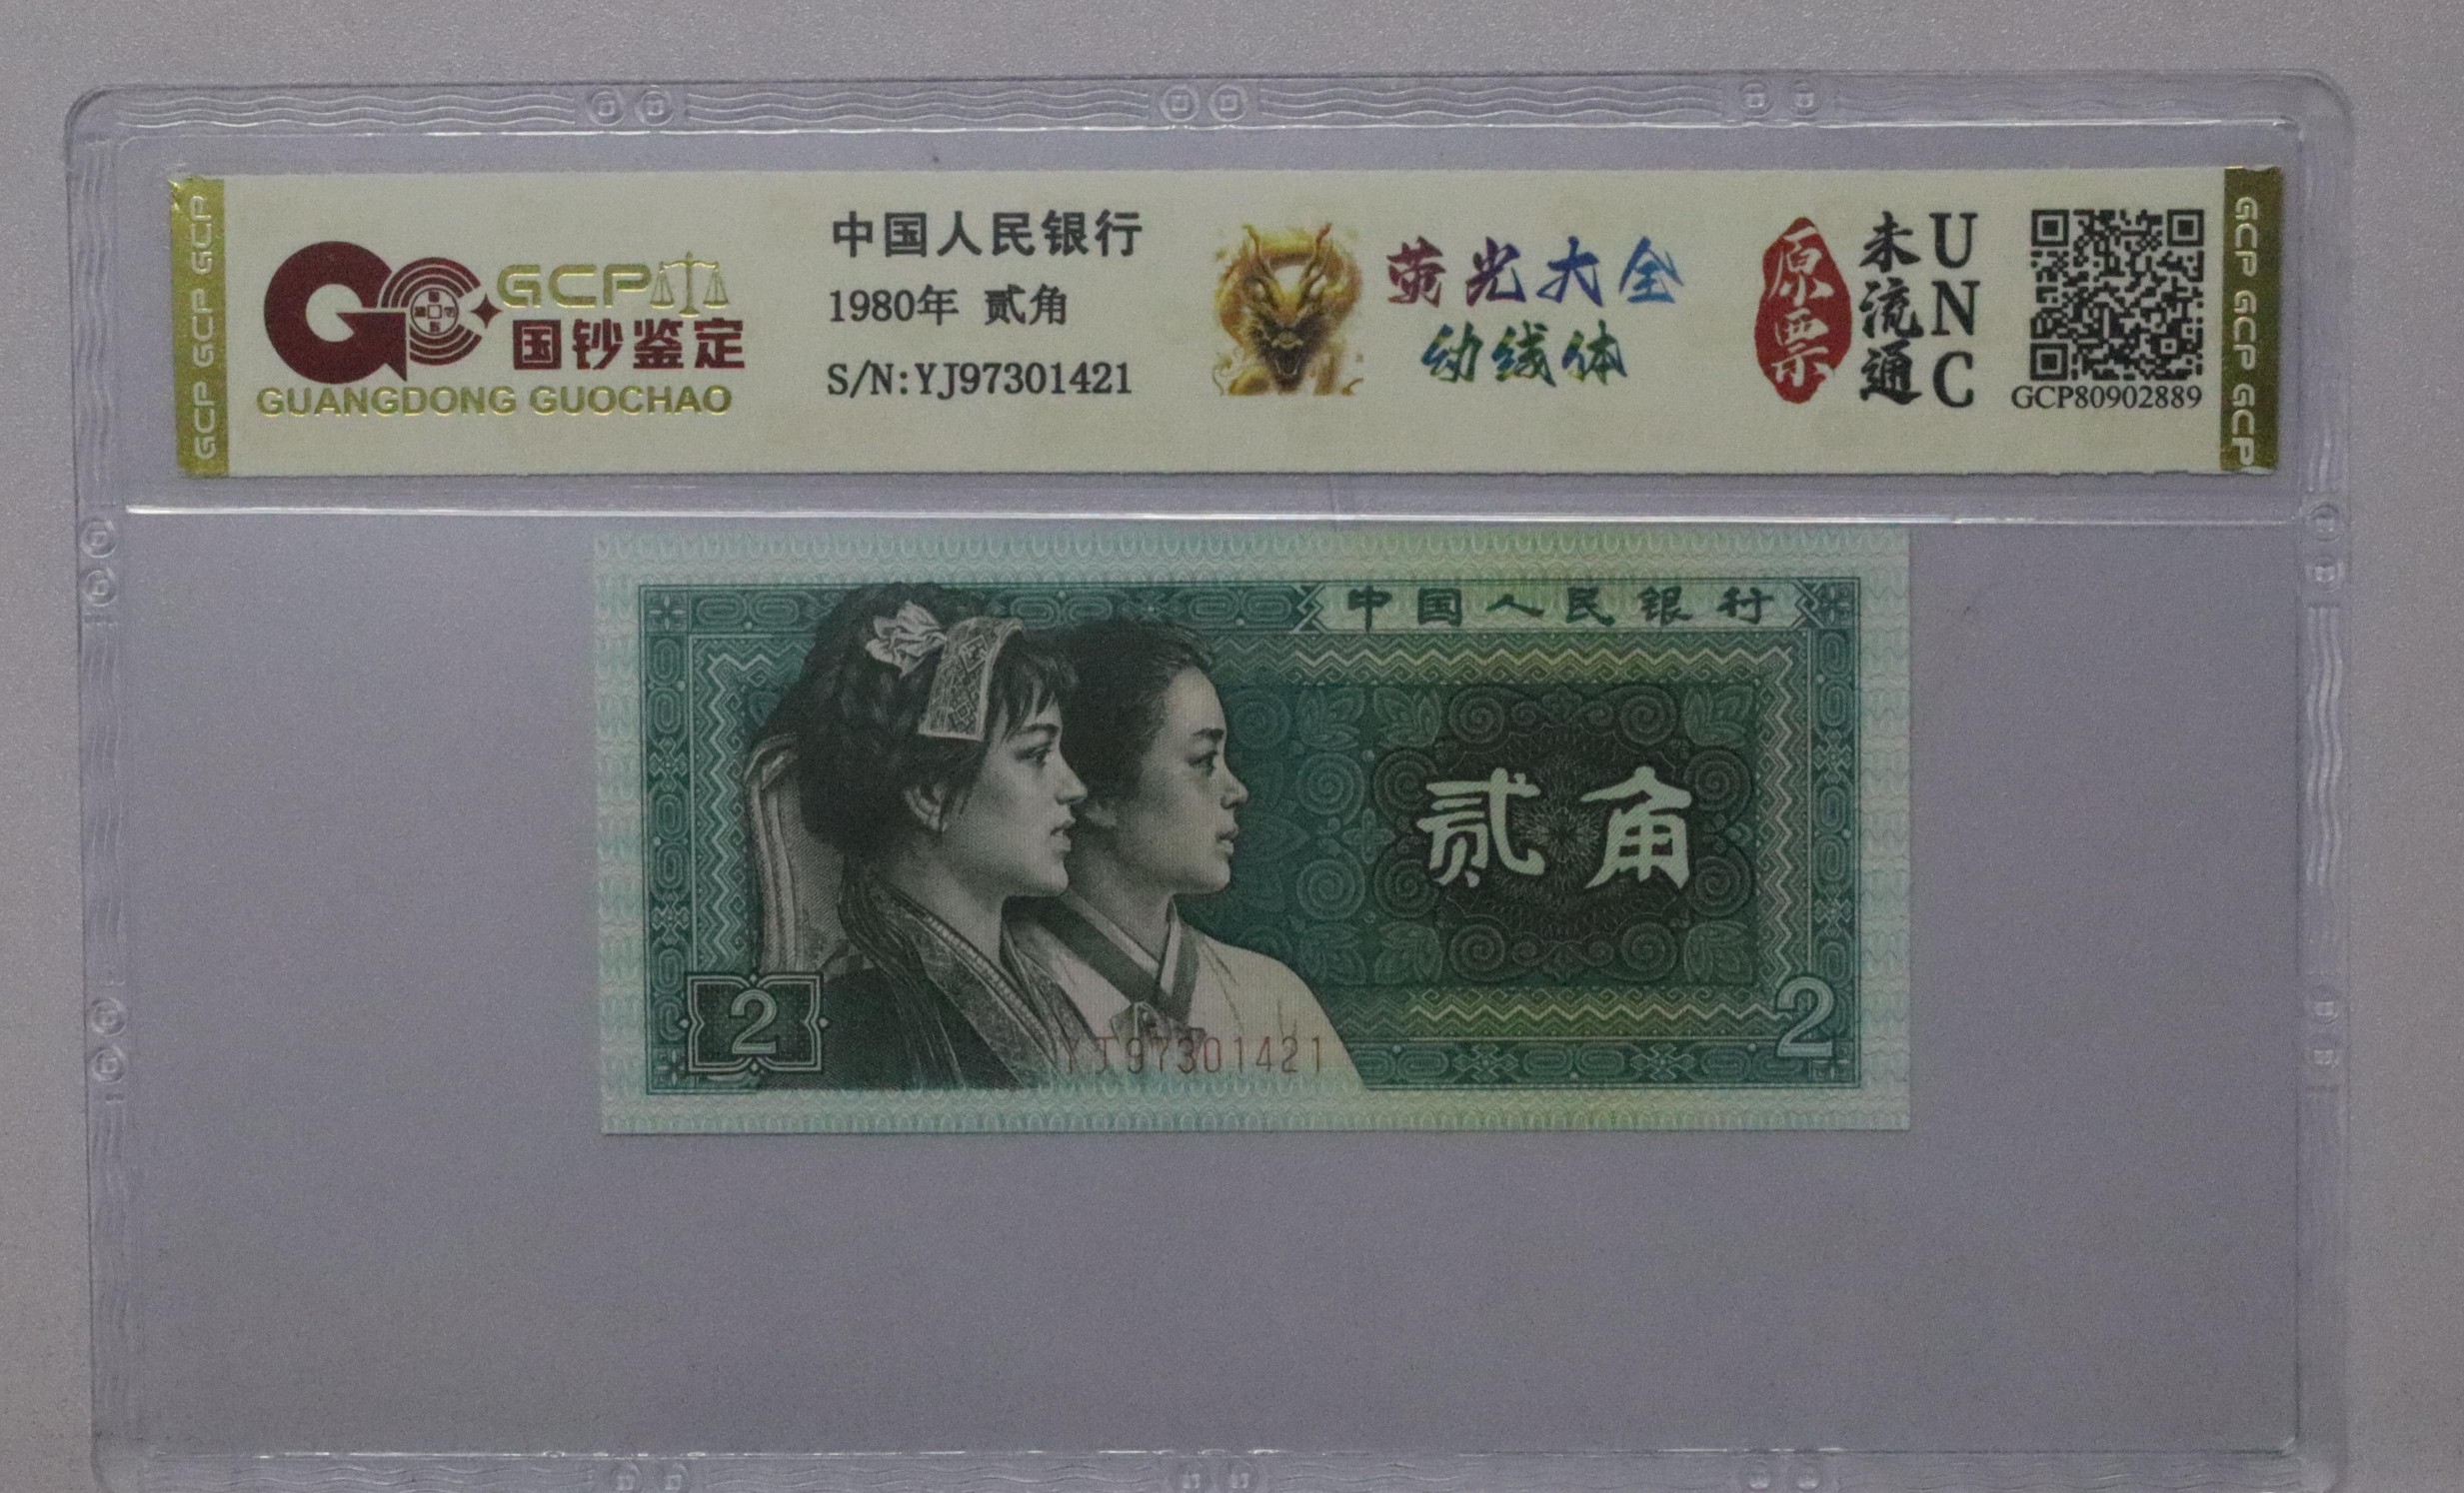 GCP GCP GCP
GCP
国钞鉴定
GUANGDONG GUOCHAO
中国人民银行
1980年 贰角
S/N:YJ97301421
荧光大全
幼线体
原票
未流通
UNC
GCP80902889
GCP GCP GCP
中国人民银行
贰角
2
2
YJ97301421